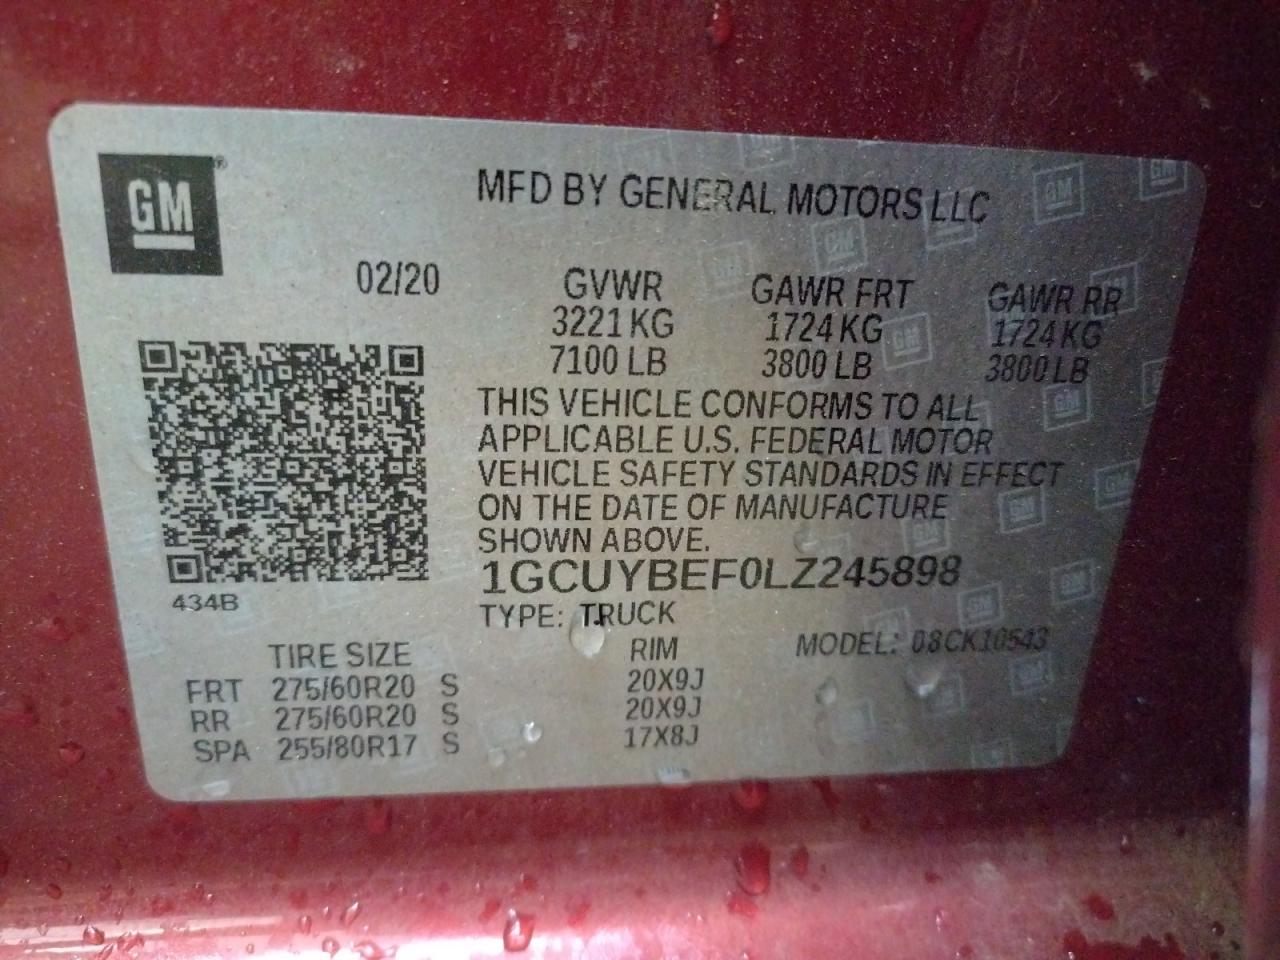 GM®
MFD BY GENERAL MOTORS LLC
02/20
GVWR GAWR FRT GAWR RR
3221 KG 1724 KG 1724 KG
7100 LB 3800 LB 3800 LB
THIS VEHICLE CONFORMS TO ALL
APPLICABLE U.S. FEDERAL MOTOR
VEHICLE SAFETY STANDARDS IN EFFECT
ON THE DATE OF MANUFACTURE
SHOWN ABOVE.
1GCUYBEF0LZ245898
434B
TYPE: TRUCK
TIRE SIZE RIM MODEL: 08CK10543
FRT 275/60R20 S 20X9J
RR 275/60R20 S 20X9J
SPA 255/80R17 S 17X8J